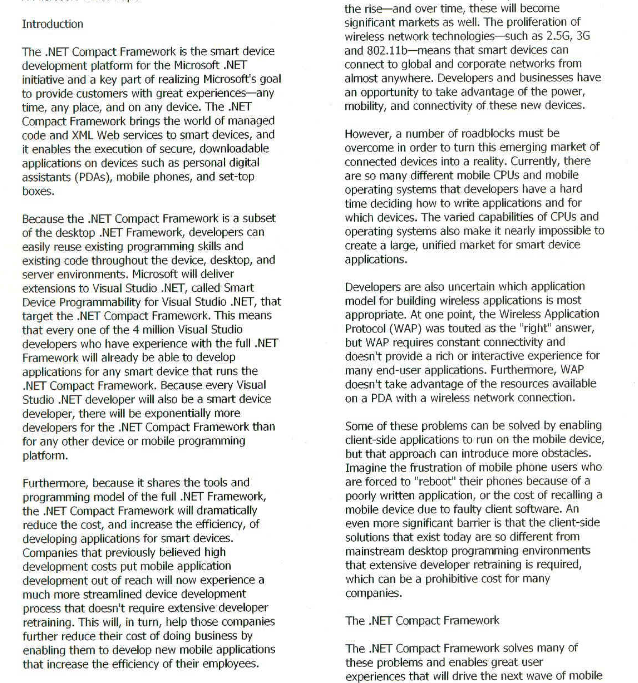 Introduction
The .NET Compact Framework is the smart device
development platform for the Microsoft .NET
initiative and a key part of realizing Microsoft's goal
to provide customers with great experiences—any
time, any place, and on any device. The .NET
Compact Framework brings the world of managed
code and XML Web services to smart devices, and
it enables the execution of secure, downloadable
applications on devices such as personal digital
assistants (PDAs), mobile phones, and set-top
boxes.
Because the .NET Compact Framework is a subset
of the desktop .NET Framework, developers can
easily reuse existing programming skills and
existing code throughout the device, desktop, and
server environments. Microsoft will deliver
extensions to Visual Studio .NET, called Smart
Device Programmability for Visual Studio .NET, that
target the .NET Compact Framework. This means
that every one of the 4 million Visual Studio
developers who have experience with the full .NET
Framework will already be able to develop
applications for any smart device that runs the
.NET Compact Framework. Because every Visual
Studio .NET developer will also be a smart device
developer, there will be exponentially more
developers for the .NET Compact Framework than
for any other device or mobile programming
platform.
Furthermore, because it shares the tools and
programming model of the full .NET Framework,
the .NET Compact Framework will dramatically
reduce the cost, and increase the efficiency, of
developing applications for smart devices.
Companies that previously believed high
development costs put mobile application
development out of reach will now experience a
much more streamlined device development
process that doesn't require extensive developer
retraining. This will, in turn, help those companies
further reduce their cost of doing business by
enabling them to develop new mobile applications
that increase the efficiency of their employees.
the rise—and over time, these will become
significant markets as well. The proliferation of
wireless network technologies—such as 2.5G, 3G
and 802.11b—means that smart devices can
connect to global and corporate networks from
almost anywhere. Developers and businesses have
an opportunity to take advantage of the power,
mobility, and connectivity of these new devices.
However, a number of roadblocks must be
overcome in order to turn this emerging market of
connected devices into a reality. Currently, there
are so many different mobile CPUs and mobile
operating systems that developers have a hard
time deciding how to write applications and for
which devices. The varied capabilities of CPUs and
operating systems also make it nearly impossible to
create a large, unified market for smart device
applications.
Developers are also uncertain which application
model for building wireless applications is most
appropriate. At one point, the Wireless Application
Protocol (WAP) was touted as the "right" answer,
but WAP requires constant connectivity and
doesn't provide a rich or interactive experience for
many end-user applications. Furthermore, WAP
doesn't take advantage of the resources available
on a PDA with a wireless network connection.
Some of these problems can be solved by enabling
client-side applications to run on the mobile device,
but that approach can introduce more obstacles.
Imagine the frustration of mobile phone users who
are forced to "reboot" their phones because of a
poorly written application, or the cost of recalling a
mobile device due to faulty client software. An
even more significant barrier is that the client-side
solutions that exist today are so different from
mainstream desktop programming environments
that extensive developer retraining is required,
which can be a prohibitive cost for many
companies.
The .NET Compact Framework
The .NET Compact Framework solves many of
these problems and enables great user
experiences that will drive the next wave of mobile